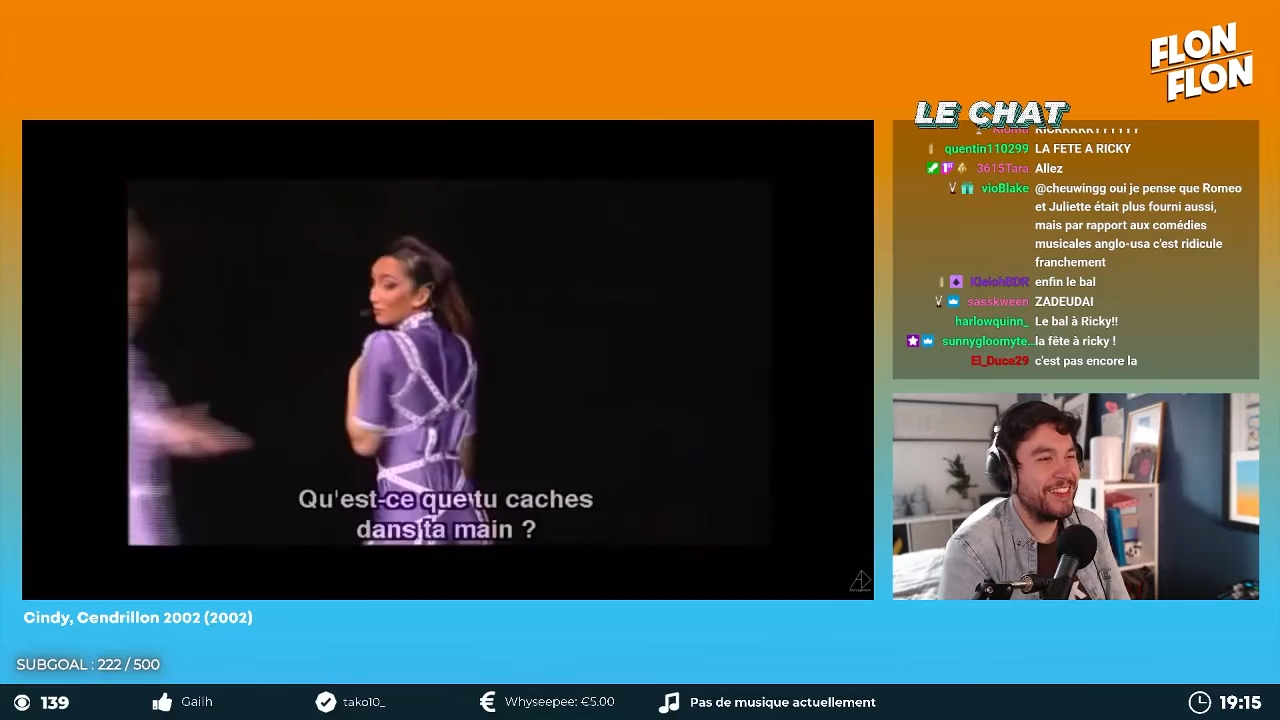 FLON
FLON
LE CHAT
RICKKKKYYYYYY
quentin110299 LA FETE A RICKY
3615Tara Allez
vioBlake @cheuwingg oui je pense que Romeo
et Juliette était plus fourni aussi,
mais par rapport aux comédies
musicales anglo-usa c'est ridicule
franchement
KlelohBDR enfin le bal
sasskween ZADEUDAI
harlowquinn_ Le bal à Ricky!!
sunnygloomyte... la fête à ricky !
El_Duce29 c'est pas encore la
Qu'est-ce que tu caches
dans ta main ?
Cindy, Cendrillon 2002 (2002)
SUBGOAL : 222 / 500
139 Gailh tako10_ € Whyseepee: €5.00 Pas de musique actuellement 19:15